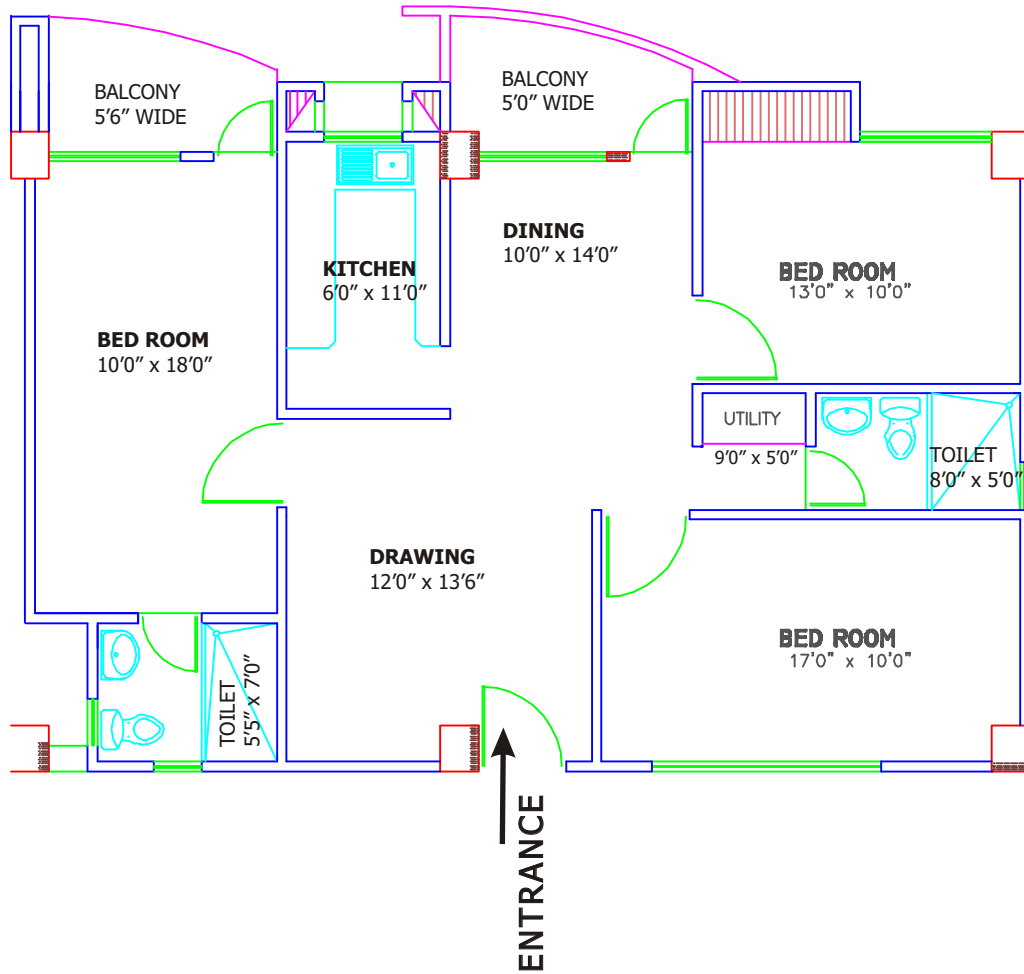 BALCONY
5'6” WIDE
BALCONY
5'0” WIDE
DINING
10'0” x 14'0”
KITCHEN
6'0” x 11'0”
BED ROOM
13'0" x 10'0"
BED ROOM
10'0” x 18'0”
UTILITY
9'0” x 5'0”
TOILET
8'0” x 5'0”
DRAWING
12'0” x 13'6”
BED ROOM
17'0" x 10'0"
TOILET
5'5” x 7'0”
ENTRANCE